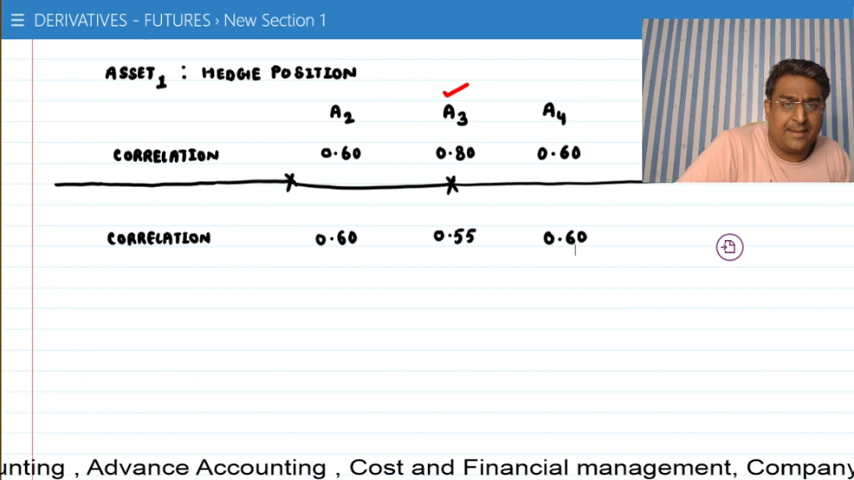 ☰ DERIVATIVES - FUTURES › New Section 1
ASSET1 : HEDGE POSITION
A2 A3 A4
CORRELATION 0.60 0.80 0.60
CORRELATION 0.60 0.55 0.60
unting , Advance Accounting , Cost and Financial management, Company